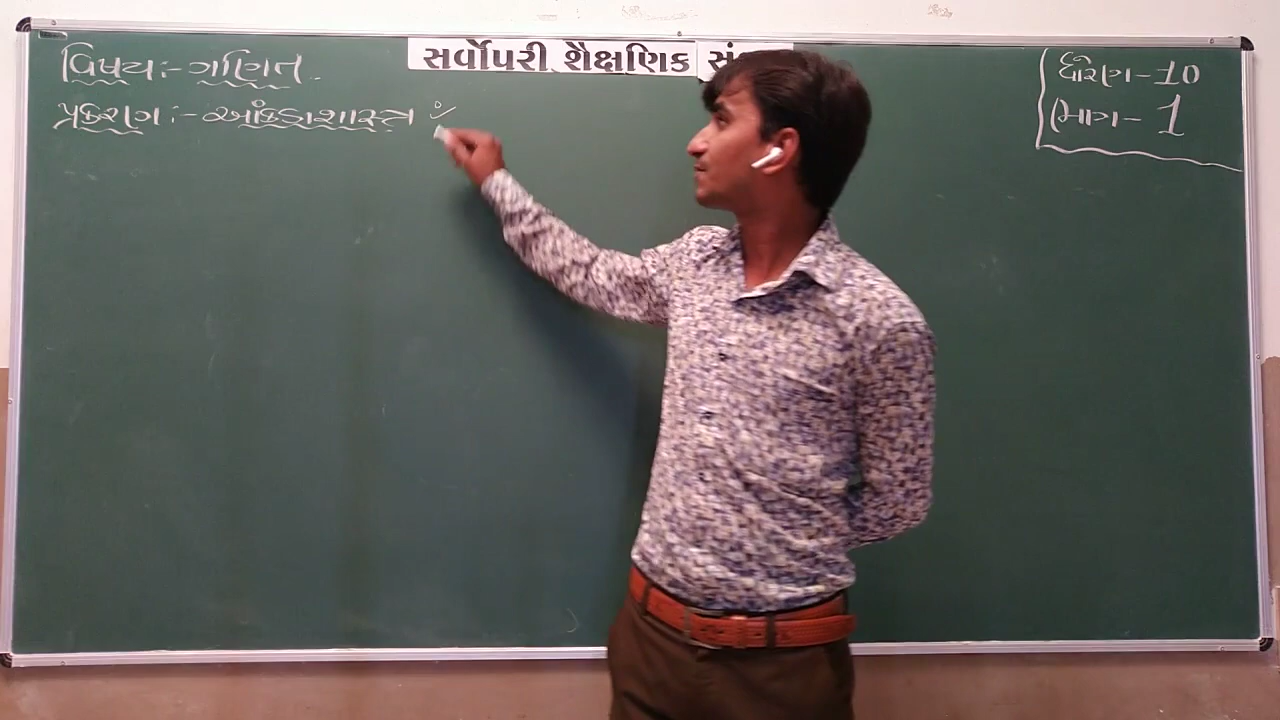 સર્વોપરી શૈક્ષણિક
વિષય:- ગણિત
પ્રકરણ :- આંકડાશાસ્ત્ર
ધોરણ - 10
ભાગ - 1